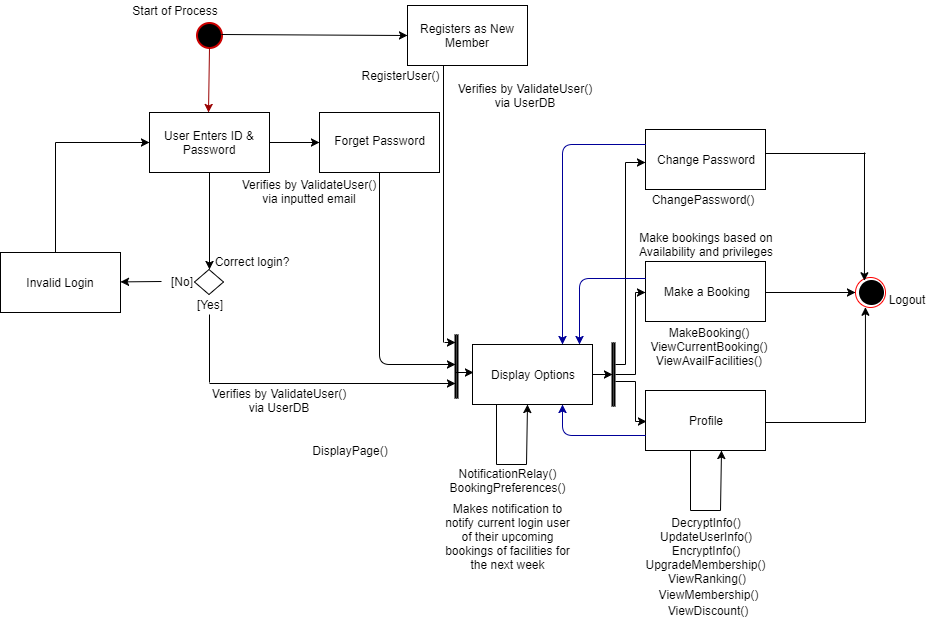 Start of Process
Registers as New
Member
RegisterUser()
Verifies by ValidateUser()
via UserDB
User Enters ID &
Password
Forget Password
Verifies by ValidateUser()
via inputted email
Change Password
ChangePassword()
Make bookings based on
Availability and privileges
Correct login?
Invalid Login
[No]
[Yes]
Make a Booking
Logout
MakeBooking()
ViewCurrentBooking()
ViewAvailFacilities()
Display Options
Verifies by ValidateUser()
via UserDB
Profile
DisplayPage()
NotificationRelay()
BookingPreferences()
Makes notification to
notify current login user
of their upcoming
bookings of facilities for
the next week
DecryptInfo()
UpdateUserInfo()
EncryptInfo()
UpgradeMembership()
ViewRanking()
ViewMembership()
ViewDiscount()